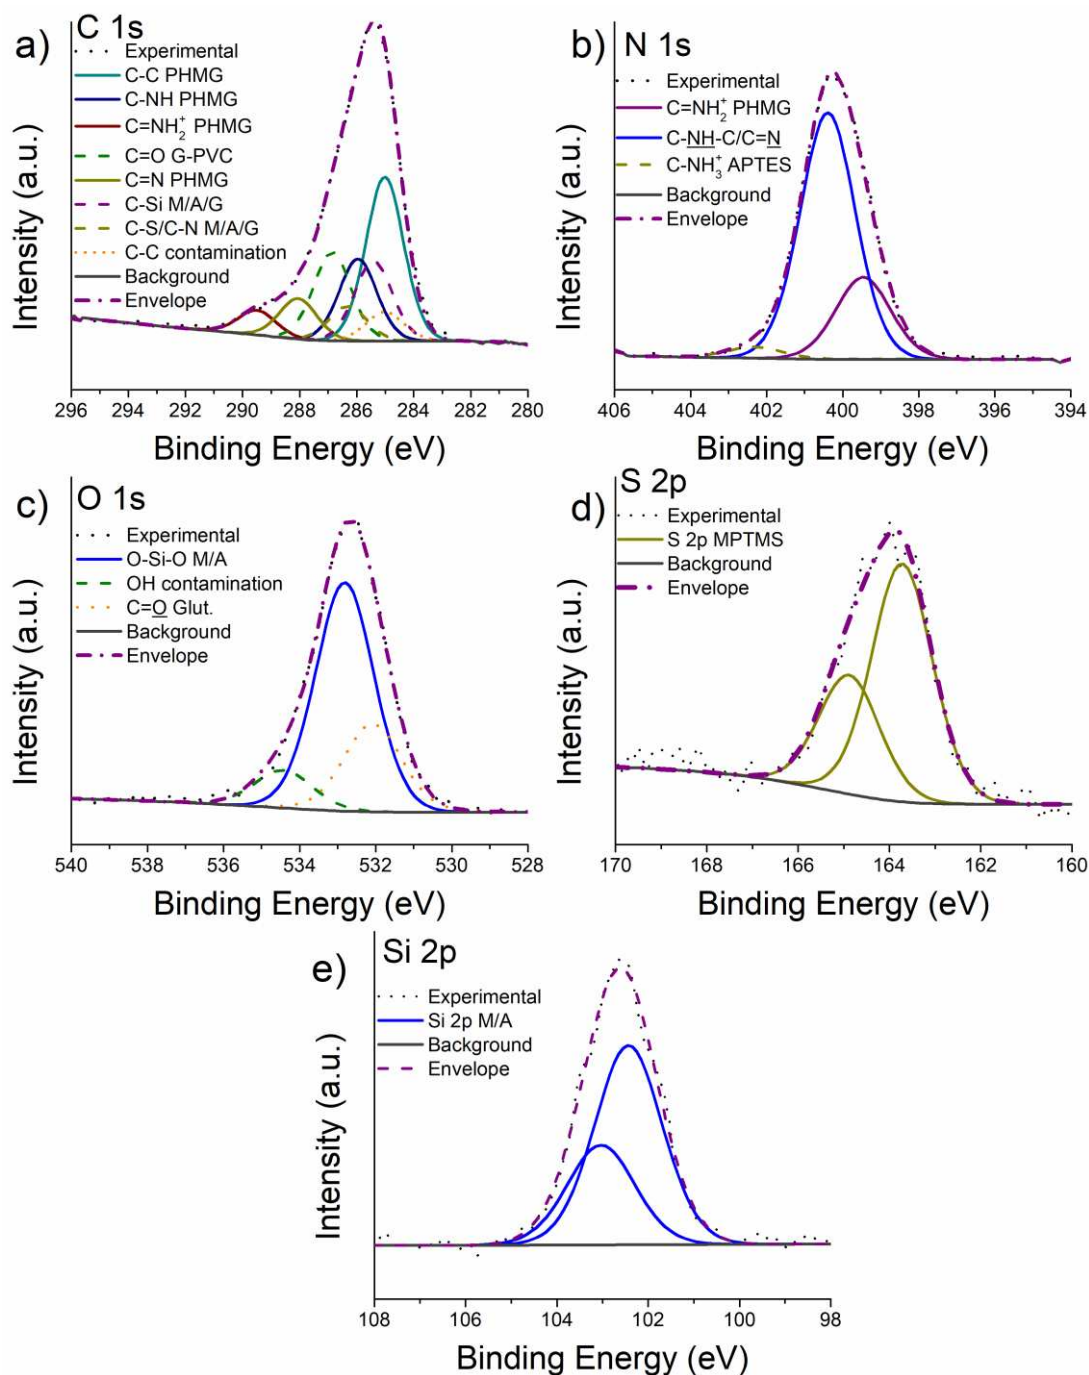 a)
C 1s
Experimental
C-C PHMG
C-NH PHMG
C=NH₂⁺ PHMG
C=O G-PVC
C=N PHMG
C-Si M/A/G
C-S/C-N M/A/G
C-C contamination
Background
Envelope
Intensity (a.u.)
296 294 292 290 288 286 284 282 280
Binding Energy (eV)
b)
N 1s
Experimental
C=NH₂⁺ PHMG
C-NH-C/C=N
C-NH₃⁺ APTES
Background
Envelope
Intensity (a.u.)
406 404 402 400 398 396 394
Binding Energy (eV)
c)
O 1s
Experimental
O-Si-O M/A
OH contamination
C=O Glut.
Background
Envelope
Intensity (a.u.)
540 538 536 534 532 530 528
Binding Energy (eV)
d)
S 2p
Experimental
S 2p MPTMS
Background
Envelope
Intensity (a.u.)
170 168 166 164 162 160
Binding Energy (eV)
e)
Si 2p
Experimental
Si 2p M/A
Background
Envelope
Intensity (a.u.)
108 106 104 102 100 98
Binding Energy (eV)